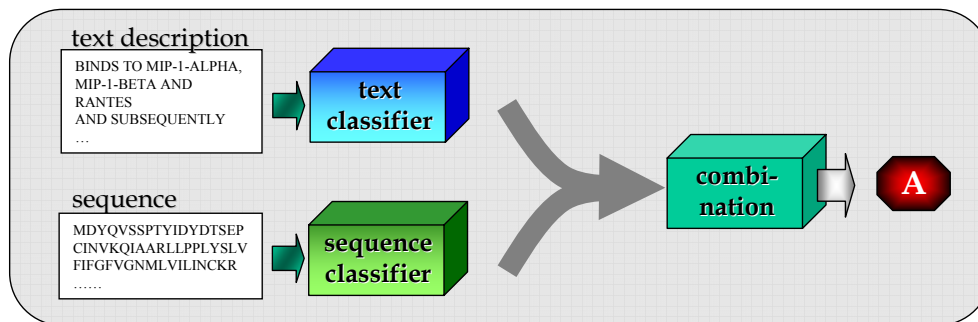 text description
BINDS TO MIP-1-ALPHA,
MIP-1-BETA AND
RANTES
AND SUBSEQUENTLY
…
text
classifier
sequence
MDYQVSSPTYIDYDTSEP
CINVKQIAARLLPPLYSLV
FIFGFVGNMLVILINCKR
……
sequence
classifier
combi-
nation
A